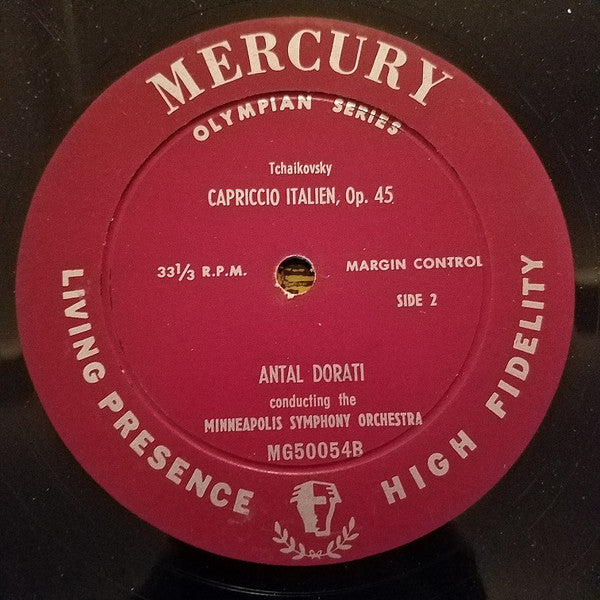 MERCURY
OLYMPIAN SERIES
Tchaikovsky
CAPRICCIO ITALIEN, Op. 45
33⅓ R.P.M.
MARGIN CONTROL
SIDE 2
ANTAL DORATI
conducting the
MINNEAPOLIS SYMPHONY ORCHESTRA
MG50054B
LIVING PRESENCE
HIGH FIDELITY